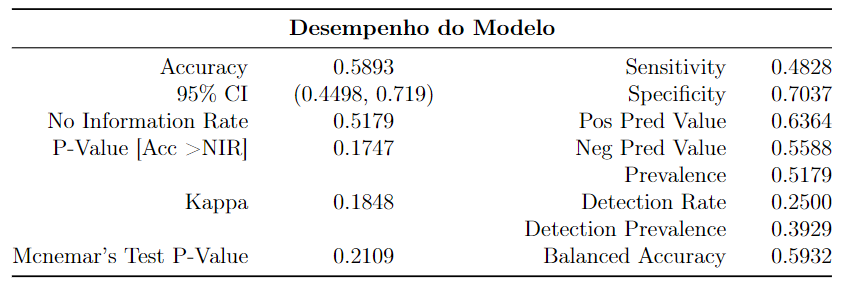 Desempenho do Modelo
Accuracy 0.5893 Sensitivity 0.4828
95% CI (0.4498, 0.719) Specificity 0.7037
No Information Rate 0.5179 Pos Pred Value 0.6364
P-Value [Acc >NIR] 0.1747 Neg Pred Value 0.5588
Prevalence 0.5179
Kappa 0.1848 Detection Rate 0.2500
Detection Prevalence 0.3929
Mcnemar's Test P-Value 0.2109 Balanced Accuracy 0.5932